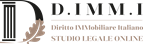 D
D.IMM.I
Diritto IMMobiliare Italiano
STUDIO LEGALE ONLINE